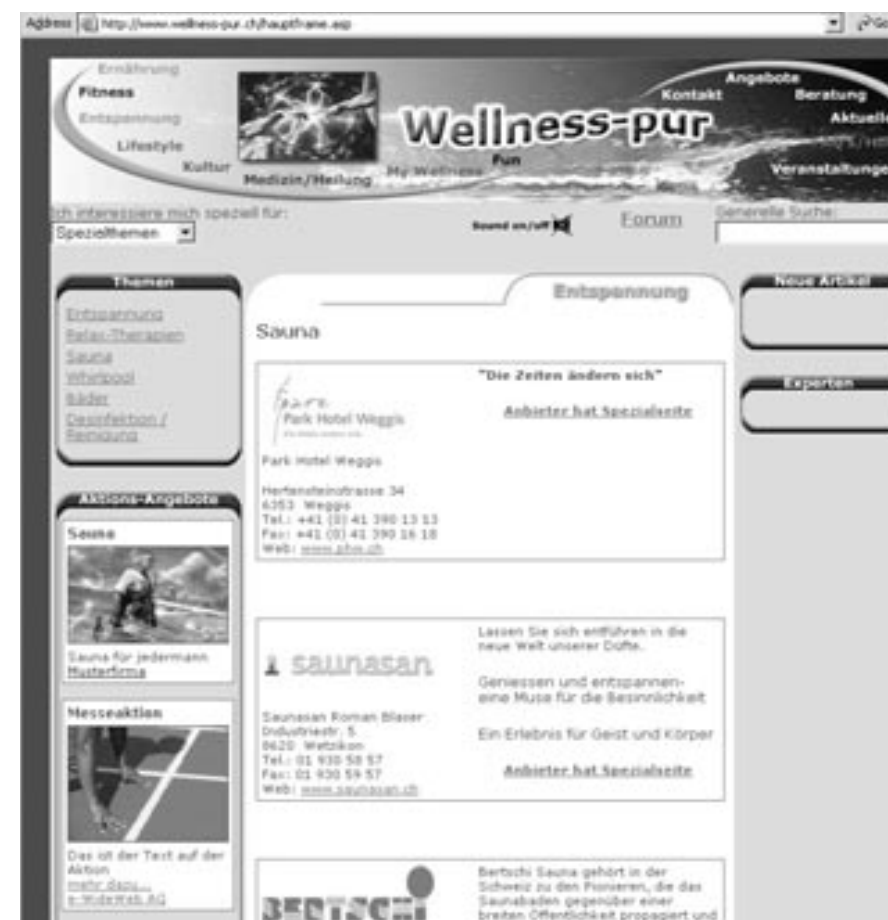 Address http://www.wellness-pur.ch/hauptframe.asp
Ernährung
Fitness
Entspannung
Lifestyle
Kultur
Medizin/Heilung
My Wellness
Fun
Wellness-pur
Kontakt
Angebote
Beratung
Aktuelle
Veranstaltunge
Ich interessiere mich speziell für:
Spezialthemen
Sound on/off
Forum
Generelle Suche:
Themen
Entspannung
Relax-Therapien
Sauna
Whirlpool
Bäder
Desinfektion /
Reinigung
Aktions-Angebote
Sauna
Sauna für jedermann
Musterfirma
Messeaktion
Das ist der Text auf der
Aktion
mehr dazu...
e-WideWeb AG
Entspannung
Sauna
Park Hotel Weggis
"Die Zeiten ändern sich"
Anbieter hat Spezialseite
Park Hotel Weggis
Hertensteinstrasse 34
6353 Weggis
Tel.: +41 (0) 41 390 13 13
Fax: +41 (0) 41 390 16 18
Web: www.phw.ch
saunasan
Saunasan Roman Blaser
Industriestr. 5
8620 Wetzikon
Tel.: 01 930 58 57
Fax: 01 930 59 57
Web: www.saunasan.ch
Lassen Sie sich entführen in die
neue Welt unserer Düfte.
Geniessen und entspannen-
eine Muse für die Besinnlichkeit
Ein Erlebnis für Geist und Körper
Anbieter hat Spezialseite
BERTSCHI
Bertschi Sauna gehört in der
Schweiz zu den Pionieren, die das
Saunabaden gegenüber einer
breiten Öffentlichkeit propagiert und
Neue Artikel
Experten